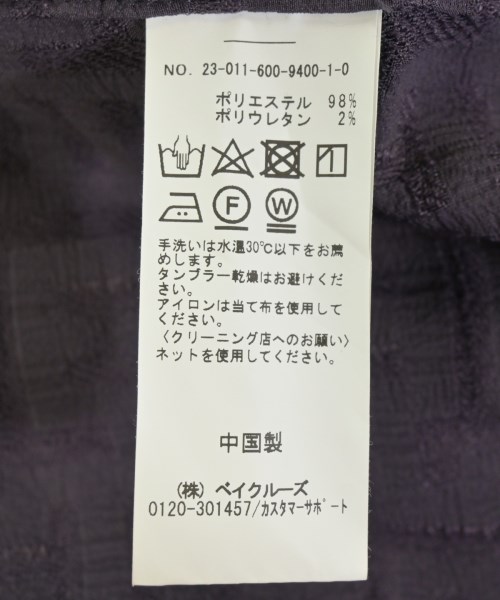 NO. 23-011-600-9400-1-0
ポリエステル 98%
ポリウレタン 2%
F
W
手洗いは水温30℃以下をお薦
めします。
タンブラー乾燥はお避けくだ
さい。
アイロンは当て布を使用して
ください。
〈クリーニング店へのお願い〉
ネットを使用してください。
中国製
（株）ベイクルーズ
0120-301457/ｶｽﾀﾏｰｻﾎﾟｰﾄ